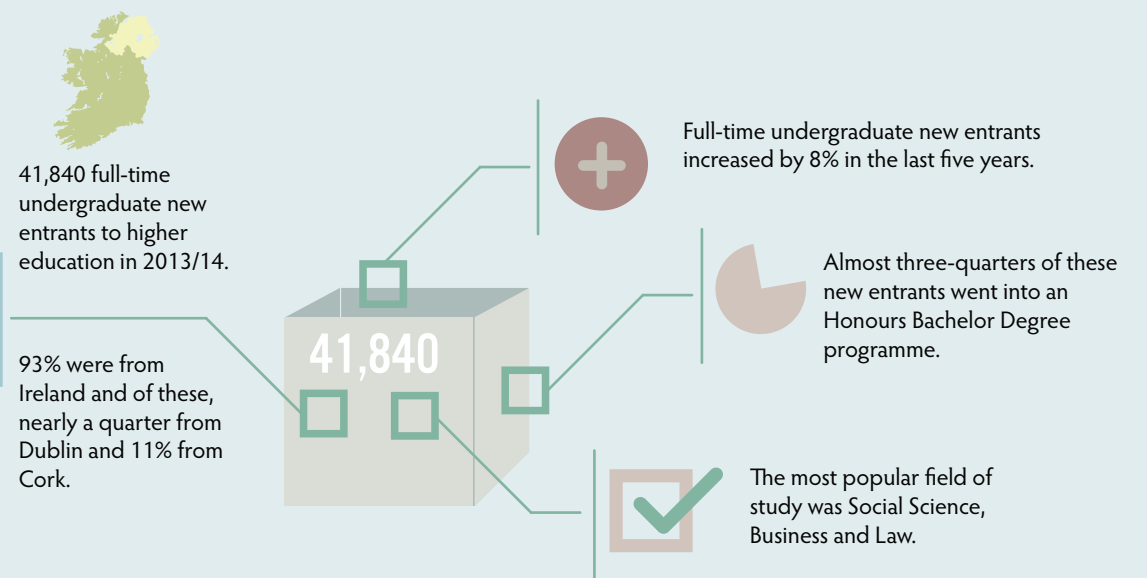 41,840 full-time
undergraduate new
entrants to higher
education in 2013/14.
93% were from
Ireland and of these,
nearly a quarter from
Dublin and 11% from
Cork.
41,840
Full-time undergraduate new entrants
increased by 8% in the last five years.
Almost three-quarters of these
new entrants went into an
Honours Bachelor Degree
programme.
The most popular field of
study was Social Science,
Business and Law.